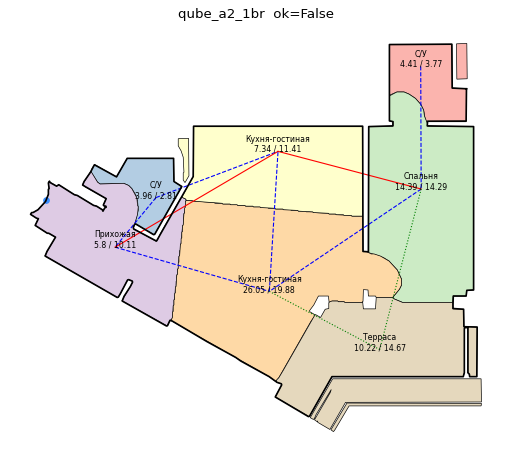 qube_a2_1br  ok=False
С/У
4.41 / 3.77
Кухня-гостиная
7.34 / 11.41
Спальня
14.39 / 14.29
С/У
3.96 / 2.81
Прихожая
5.8 / 10.11
Кухня-гостиная
26.05 / 19.88
Терраса
10.22 / 14.67